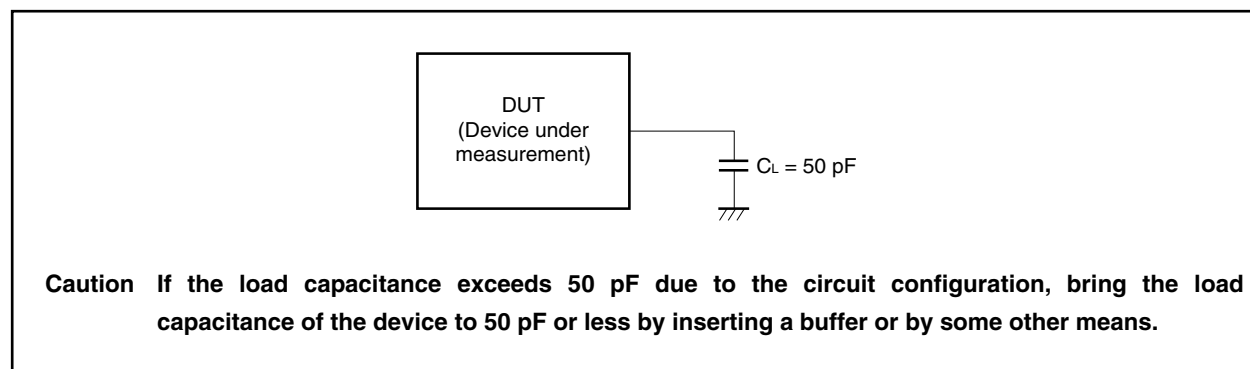 DUT
(Device under
measurement)
CL = 50 pF
Caution If the load capacitance exceeds 50 pF due to the circuit configuration, bring the load
capacitance of the device to 50 pF or less by inserting a buffer or by some other means.